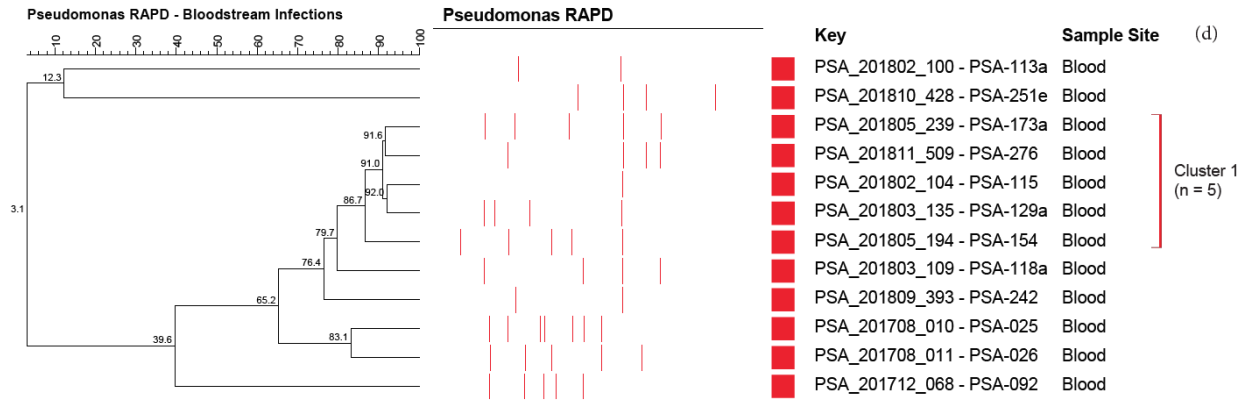 Pseudomonas RAPD - Bloodstream Infections
Pseudomonas RAPD
10 20 30 40 50 60 70 80 90 100
Key Sample Site (d)
PSA_201802_100 - PSA-113a Blood
12.3
PSA_201810_428 - PSA-251e Blood
PSA_201805_239 - PSA-173a Blood
91.6
PSA_201811_509 - PSA-276 Blood
91.0
Cluster 1
(n = 5)
PSA_201802_104 - PSA-115 Blood
92.0
86.7
3.1
PSA_201803_135 - PSA-129a Blood
79.7
PSA_201805_194 - PSA-154 Blood
76.4
PSA_201803_109 - PSA-118a Blood
65.2
PSA_201809_393 - PSA-242 Blood
PSA_201708_010 - PSA-025 Blood
39.6
83.1
PSA_201708_011 - PSA-026 Blood
PSA_201712_068 - PSA-092 Blood